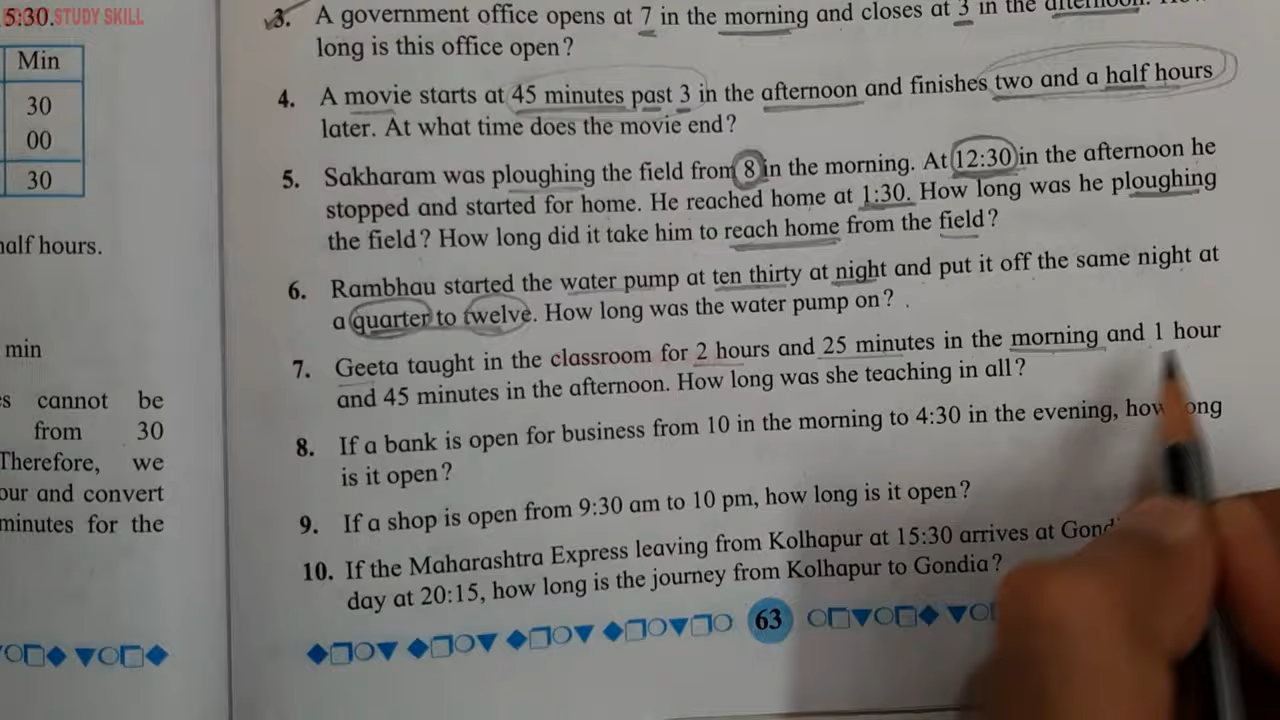 5:30.
STUDY SKILL
Min
30
00
30
half hours.
min
cannot be
from 30
Therefore, we
our and convert
minutes for the
3. A government office opens at 7 in the morning and closes at 3 in the afternoon.
long is this office open?
4. A movie starts at 45 minutes past 3 in the afternoon and finishes two and a half hours
later. At what time does the movie end?
5. Sakharam was ploughing the field from 8 in the morning. At 12:30 in the afternoon he
stopped and started for home. He reached home at 1:30. How long was he ploughing
the field? How long did it take him to reach home from the field?
6. Rambhau started the water pump at ten thirty at night and put it off the same night at
a quarter to twelve. How long was the water pump on?
7. Geeta taught in the classroom for 2 hours and 25 minutes in the morning and 1 hour
and 45 minutes in the afternoon. How long was she teaching in all?
8. If a bank is open for business from 10 in the morning to 4:30 in the evening, how long
is it open?
9. If a shop is open from 9:30 am to 10 pm, how long is it open?
10. If the Maharashtra Express leaving from Kolhapur at 15:30 arrives at
day at 20:15, how long is the journey from Kolhapur to Gondia?
63